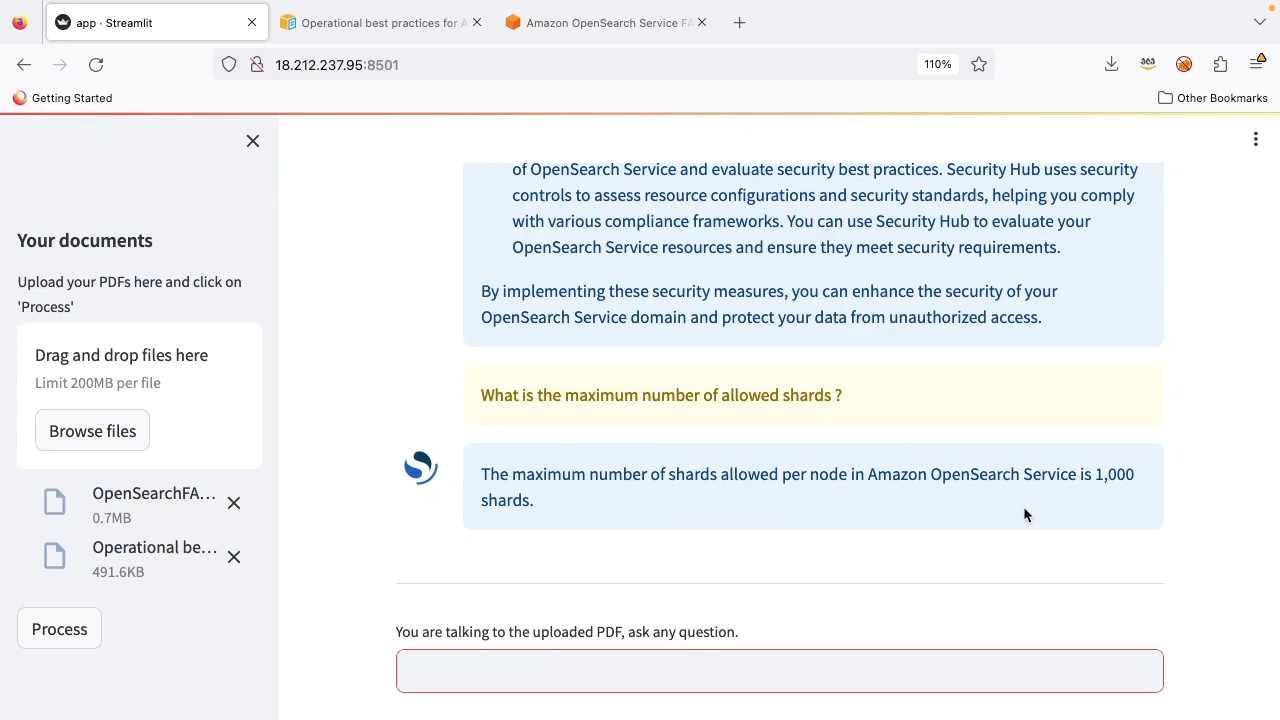 app · Streamlit
Operational best practices for A
Amazon OpenSearch Service FA
18.212.237.95:8501
110%
Getting Started
Other Bookmarks
Your documents
Upload your PDFs here and click on
'Process'
Drag and drop files here
Limit 200MB per file
Browse files
OpenSearchFA...
0.7MB
Operational be...
491.6KB
Process
of OpenSearch Service and evaluate security best practices. Security Hub uses security
controls to assess resource configurations and security standards, helping you comply
with various compliance frameworks. You can use Security Hub to evaluate your
OpenSearch Service resources and ensure they meet security requirements.
By implementing these security measures, you can enhance the security of your
OpenSearch Service domain and protect your data from unauthorized access.
What is the maximum number of allowed shards ?
The maximum number of shards allowed per node in Amazon OpenSearch Service is 1,000
shards.
You are talking to the uploaded PDF, ask any question.